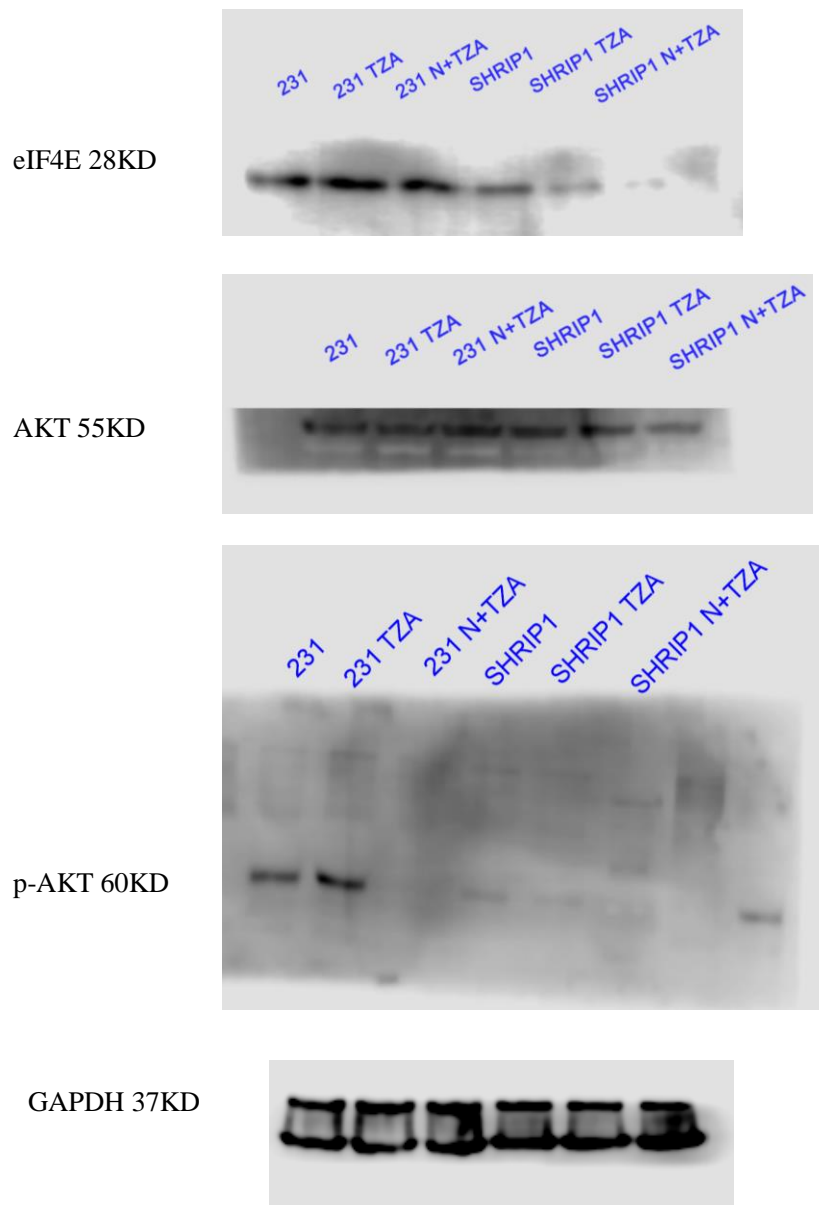 231 231 TZA 231 N+TZA SHRIP1 SHRIP1 TZA SHRIP1 N+TZA
eIF4E 28KD
231 231 TZA 231 N+TZA SHRIP1 SHRIP1 TZA SHRIP1 N+TZA
AKT 55KD
231 231 TZA 231 N+TZA SHRIP1 SHRIP1 TZA SHRIP1 N+TZA
p-AKT 60KD
GAPDH 37KD